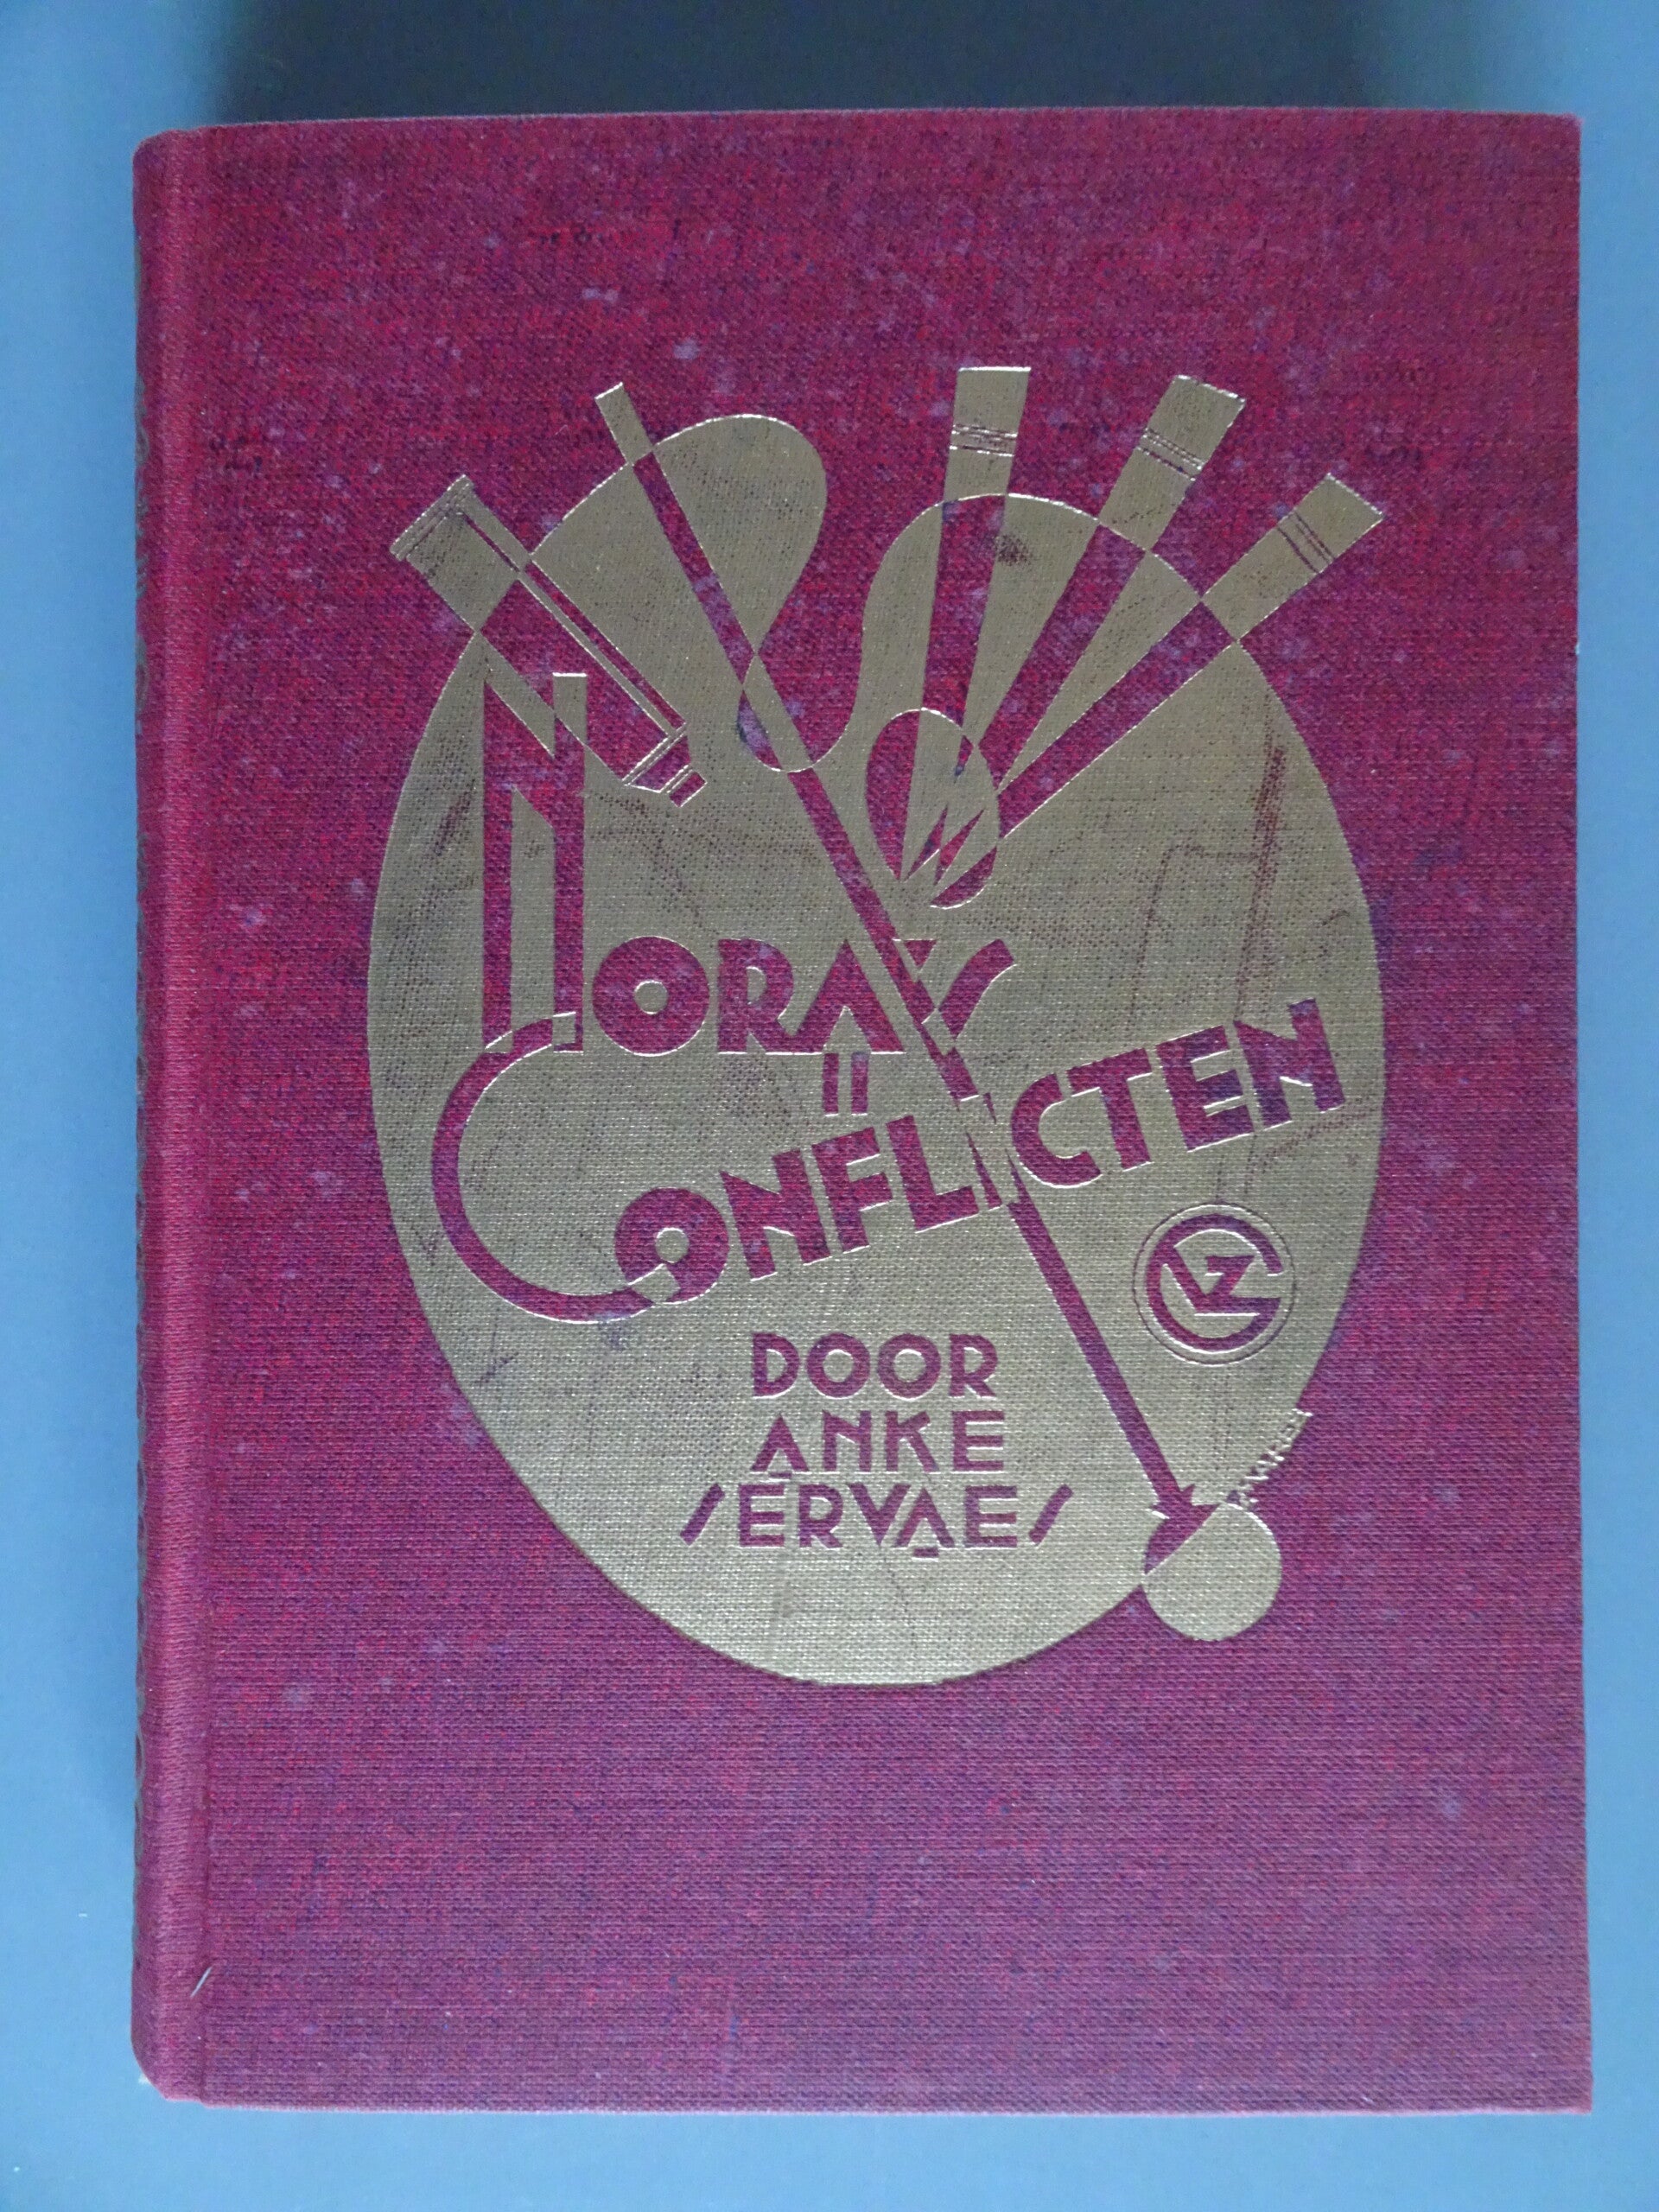 NORA'S
CONFLICTEN
DOOR
ANKE
SERVAES